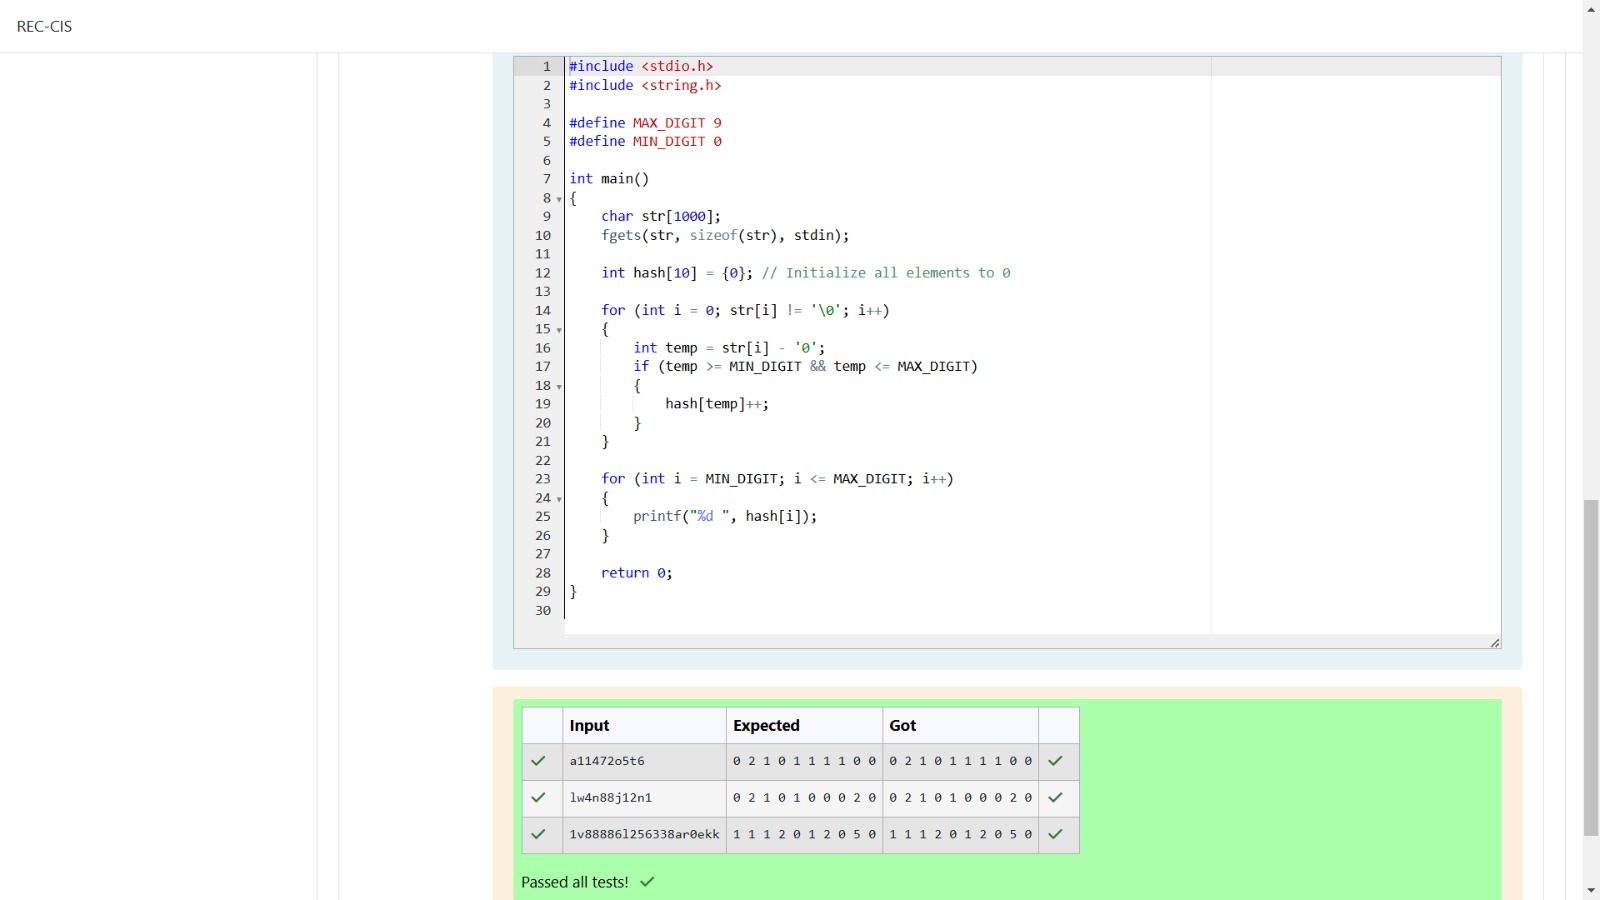 REC-CIS
1 #include <stdio.h>
2 #include <string.h>
3
4 #define MAX_DIGIT 9
5 #define MIN_DIGIT 0
6
7 int main()
8 {
9     char str[1000];
10     fgets(str, sizeof(str), stdin);
11
12     int hash[10] = {0}; // Initialize all elements to 0
13
14     for (int i = 0; str[i] != '\0'; i++)
15     {
16         int temp = str[i] - '0';
17         if (temp >= MIN_DIGIT && temp <= MAX_DIGIT)
18         {
19             hash[temp]++;
20         }
21     }
22
23     for (int i = MIN_DIGIT; i <= MAX_DIGIT; i++)
24     {
25         printf("%d ", hash[i]);
26     }
27
28     return 0;
29 }
30
Input Expected Got
a11472o5t6 0 2 1 0 1 1 1 1 0 0 0 2 1 0 1 1 1 1 0 0
lw4n88j12n1 0 2 1 0 1 0 0 0 2 0 0 2 1 0 1 0 0 0 2 0
1v88886l256338ar0ekk 1 1 1 2 0 1 2 0 5 0 1 1 1 2 0 1 2 0 5 0
Passed all tests!